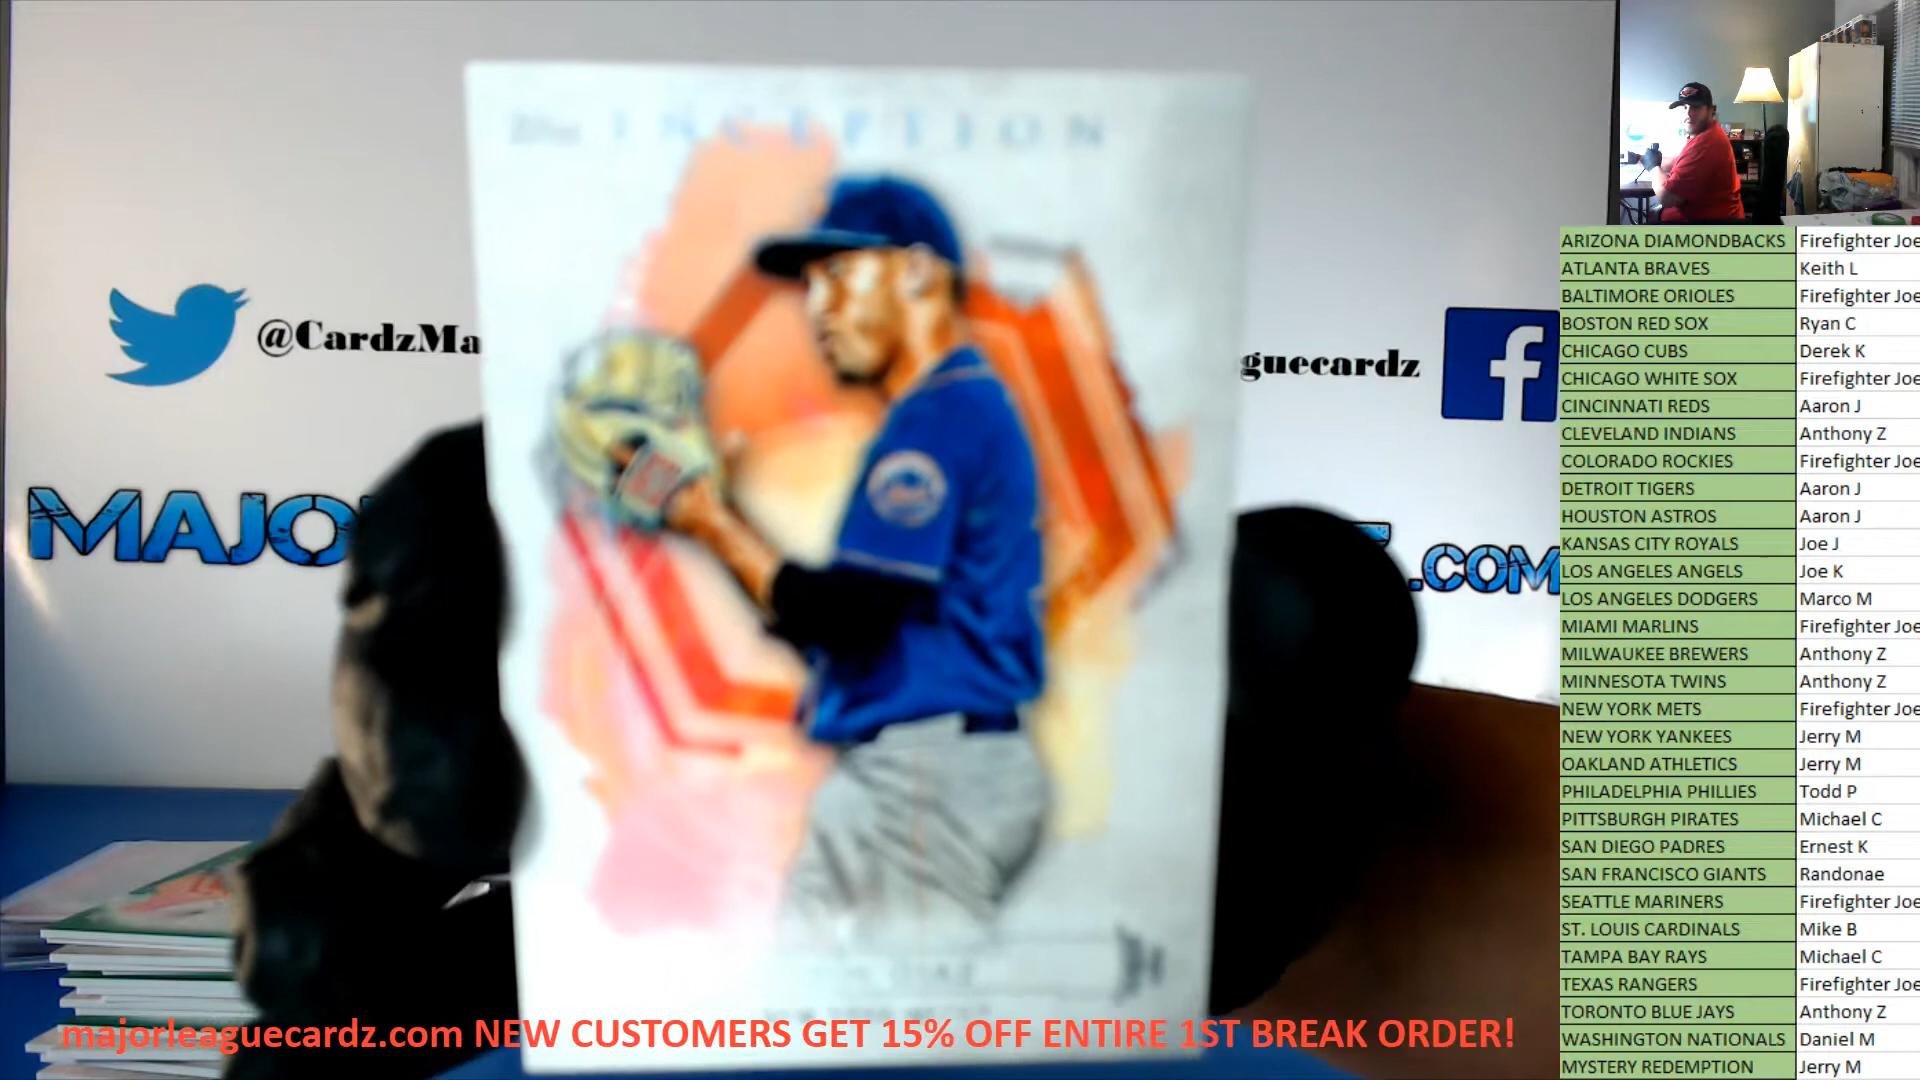 INCEPTION
@CardzMa
guecardz
f
MAJO
.COM
ARIZONA DIAMONDBACKS Firefighter Joe
ATLANTA BRAVES Keith L
BALTIMORE ORIOLES Firefighter Joe
BOSTON RED SOX Ryan C
CHICAGO CUBS Derek K
CHICAGO WHITE SOX Firefighter Joe
CINCINNATI REDS Aaron J
CLEVELAND INDIANS Anthony Z
COLORADO ROCKIES Firefighter Joe
DETROIT TIGERS Aaron J
HOUSTON ASTROS Aaron J
KANSAS CITY ROYALS Joe J
LOS ANGELES ANGELS Joe K
LOS ANGELES DODGERS Marco M
MIAMI MARLINS Firefighter Joe
MILWAUKEE BREWERS Anthony Z
MINNESOTA TWINS Anthony Z
NEW YORK METS Firefighter Joe
NEW YORK YANKEES Jerry M
OAKLAND ATHLETICS Jerry M
PHILADELPHIA PHILLIES Todd P
PITTSBURGH PIRATES Michael C
SAN DIEGO PADRES Ernest K
SAN FRANCISCO GIANTS Randonae
SEATTLE MARINERS Firefighter Joe
ST. LOUIS CARDINALS Mike B
TAMPA BAY RAYS Michael C
TEXAS RANGERS Firefighter Joe
TORONTO BLUE JAYS Anthony Z
WASHINGTON NATIONALS Daniel M
MYSTERY REDEMPTION Jerry M
majorleaguecardz.com NEW CUSTOMERS GET 15% OFF ENTIRE 1ST BREAK ORDER!